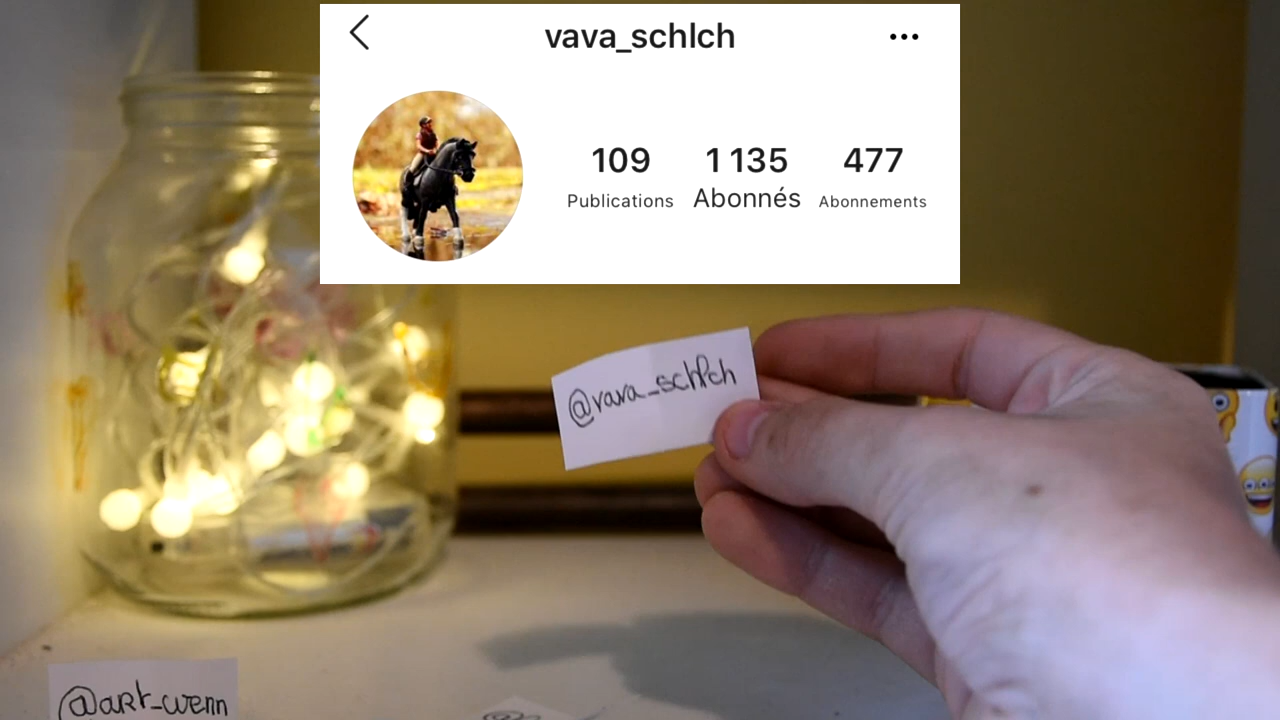 vava_schlch
109 1 135 477
Publications Abonnés Abonnements
@vava_schlch
@art_wenn